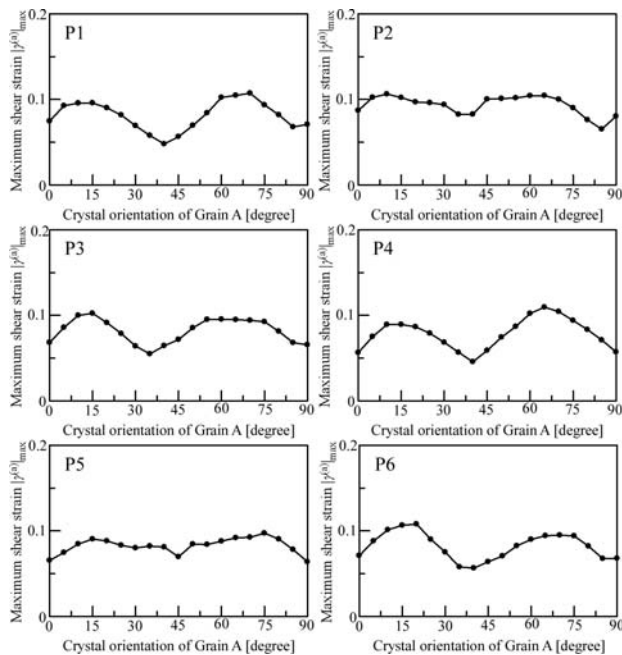 P1
P2
Maximum shear strain |γ⁽ᵃ⁾|max
0.2
0.1
0
0 15 30 45 60 75 90
Crystal orientation of Grain A [degree]
Maximum shear strain |γ⁽ᵃ⁾|max
0.2
0.1
0
0 15 30 45 60 75 90
Crystal orientation of Grain A [degree]
P3
P4
Maximum shear strain |γ⁽ᵃ⁾|max
0.2
0.1
0
0 15 30 45 60 75 90
Crystal orientation of Grain A [degree]
Maximum shear strain |γ⁽ᵃ⁾|max
0.2
0.1
0
0 15 30 45 60 75 90
Crystal orientation of Grain A [degree]
P5
P6
Maximum shear strain |γ⁽ᵃ⁾|max
0.2
0.1
0
0 15 30 45 60 75 90
Crystal orientation of Grain A [degree]
Maximum shear strain |γ⁽ᵃ⁾|max
0.2
0.1
0
0 15 30 45 60 75 90
Crystal orientation of Grain A [degree]